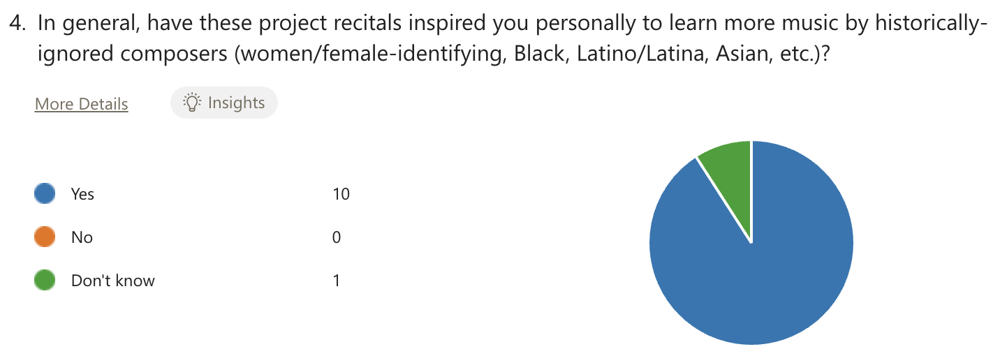 4. In general, have these project recitals inspired you personally to learn more music by historically-
ignored composers (women/female-identifying, Black, Latino/Latina, Asian, etc.)?
More Details Insights
Yes 10
No 0
Don't know 1